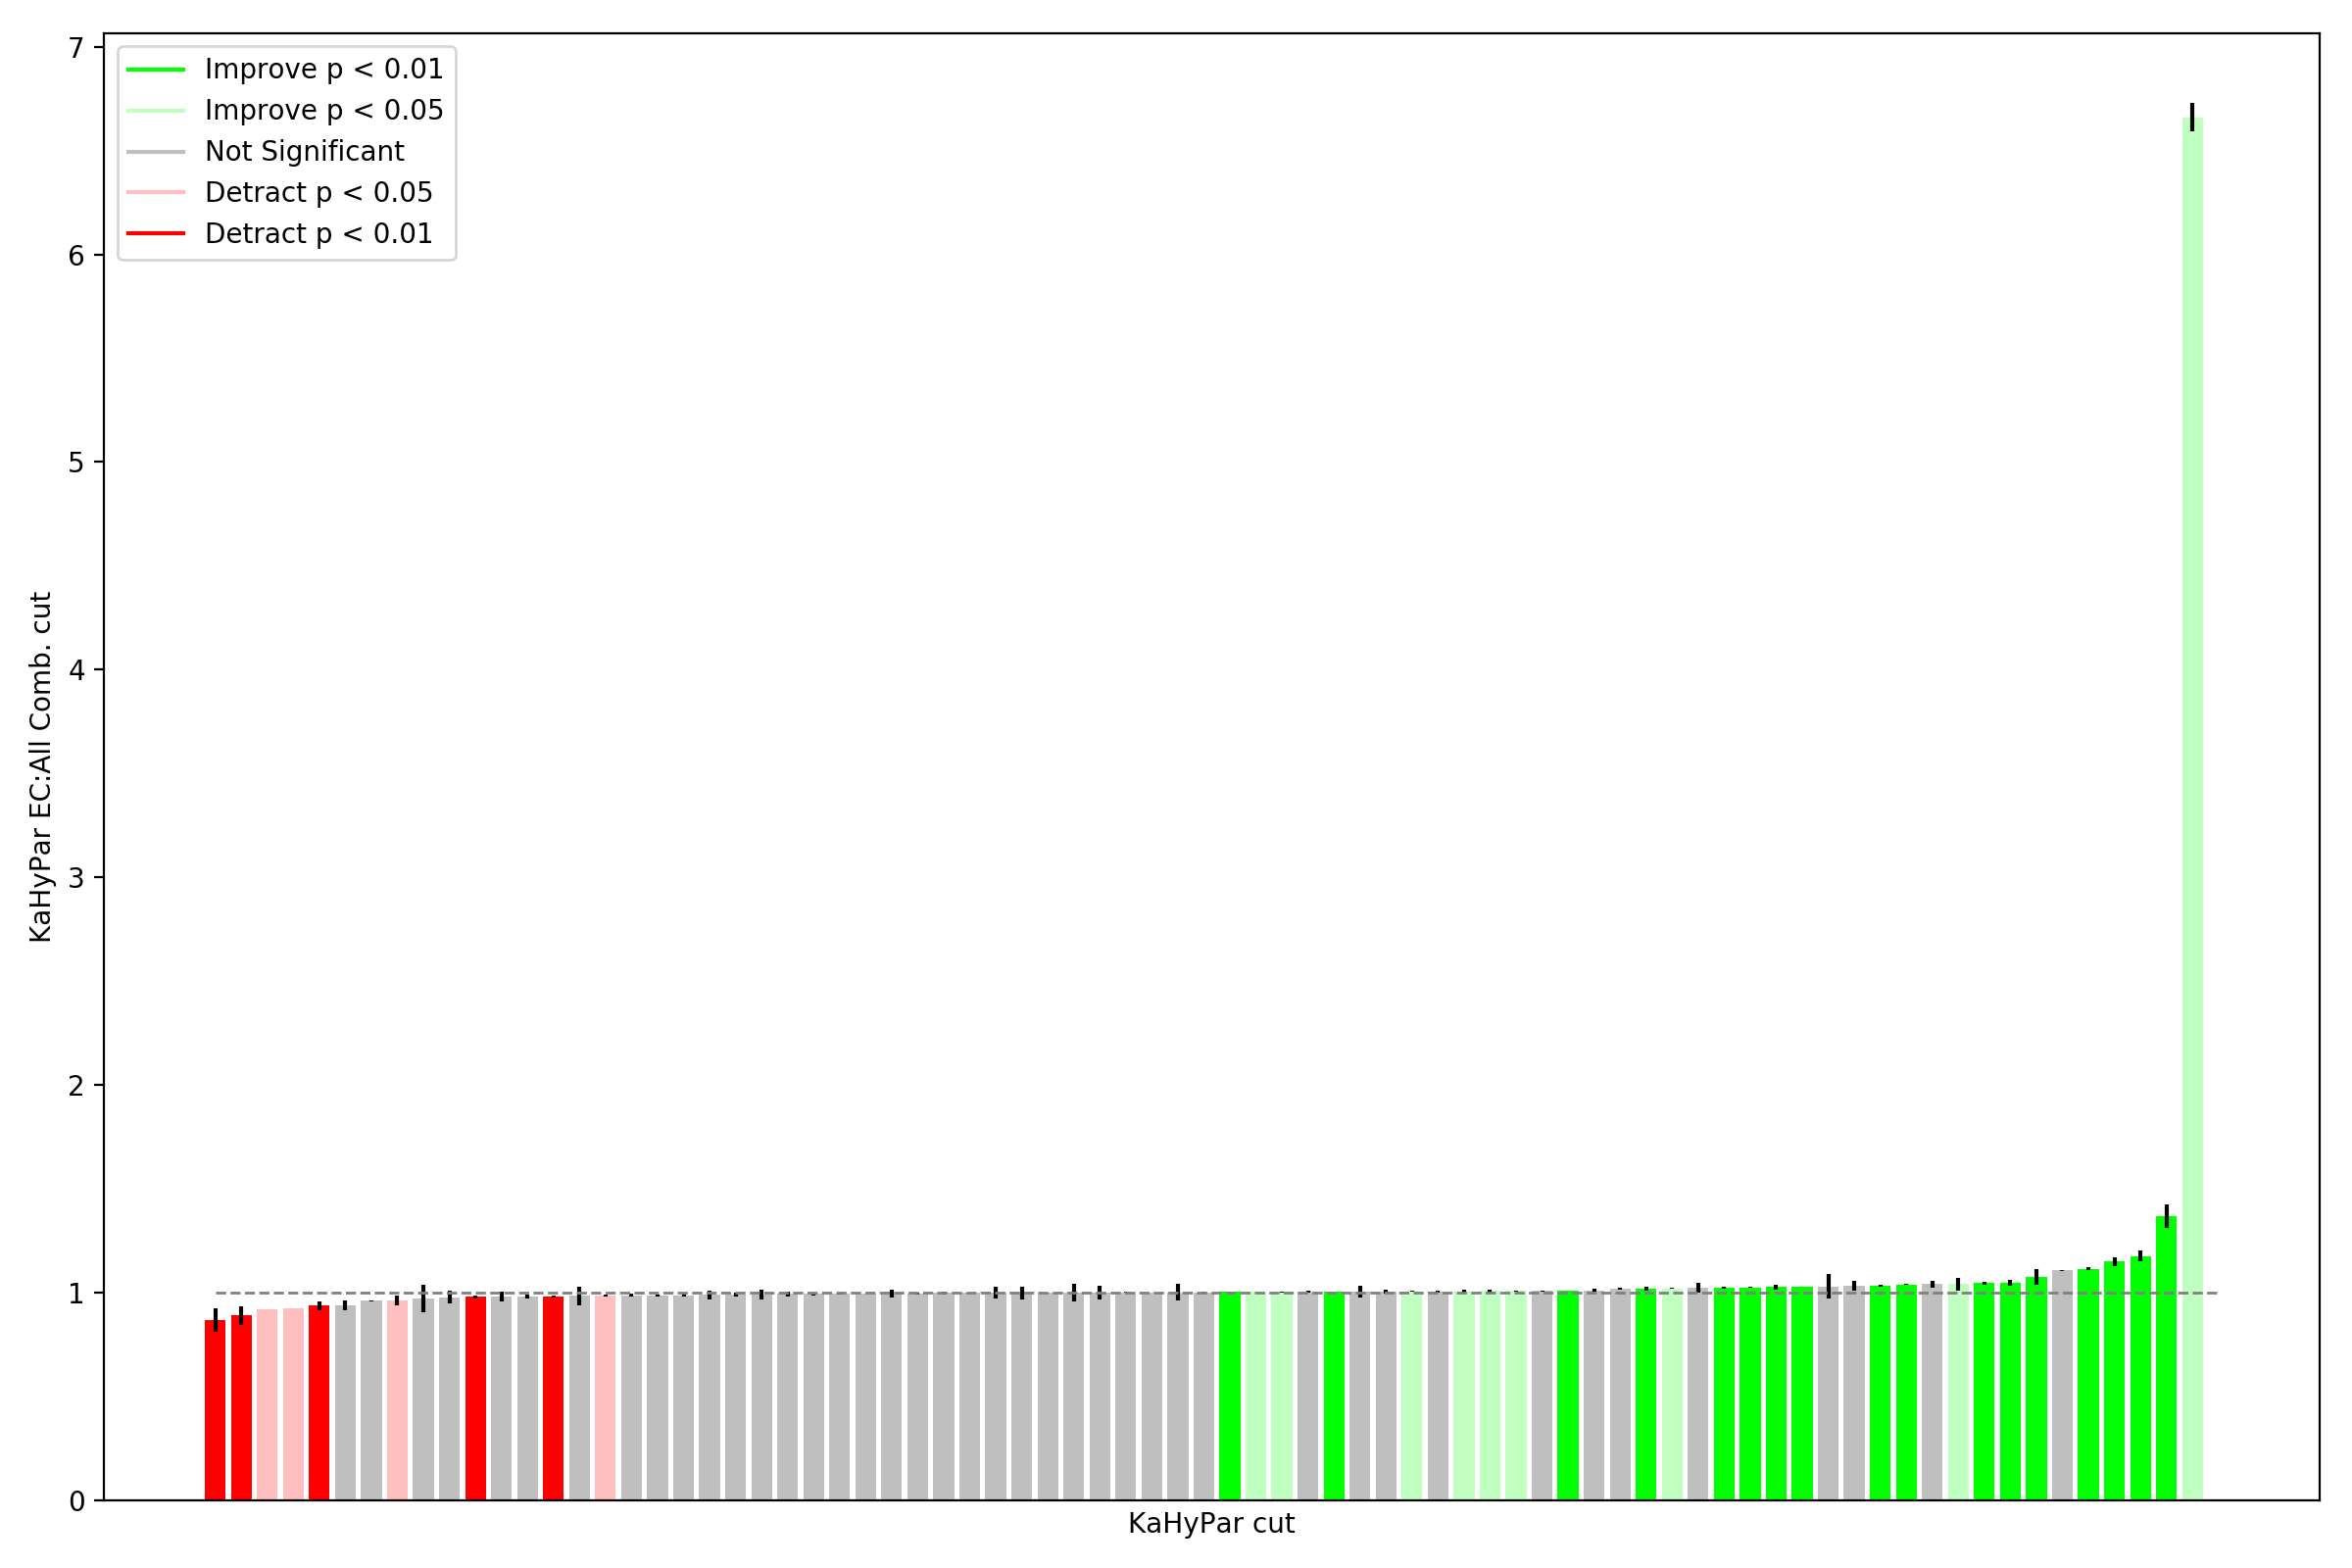 7
6
5
4
3
2
1
0
KaHyPar EC:All Comb. cut
Improve p < 0.01
Improve p < 0.05
Not Significant
Detract p < 0.05
Detract p < 0.01
KaHyPar cut